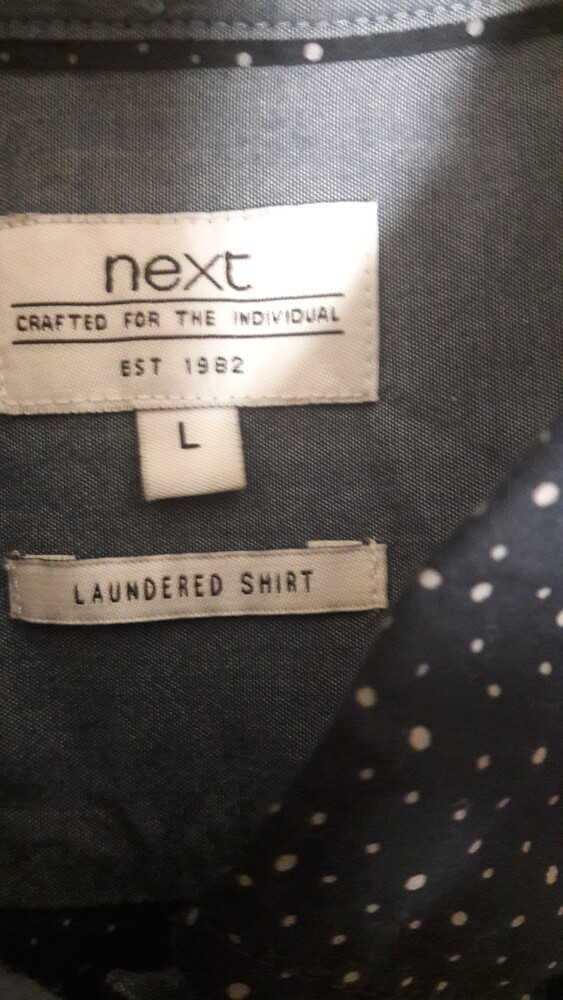 next
CRAFTED FOR THE INDIVIDUAL
EST 1982
L
LAUNDERED SHIRT